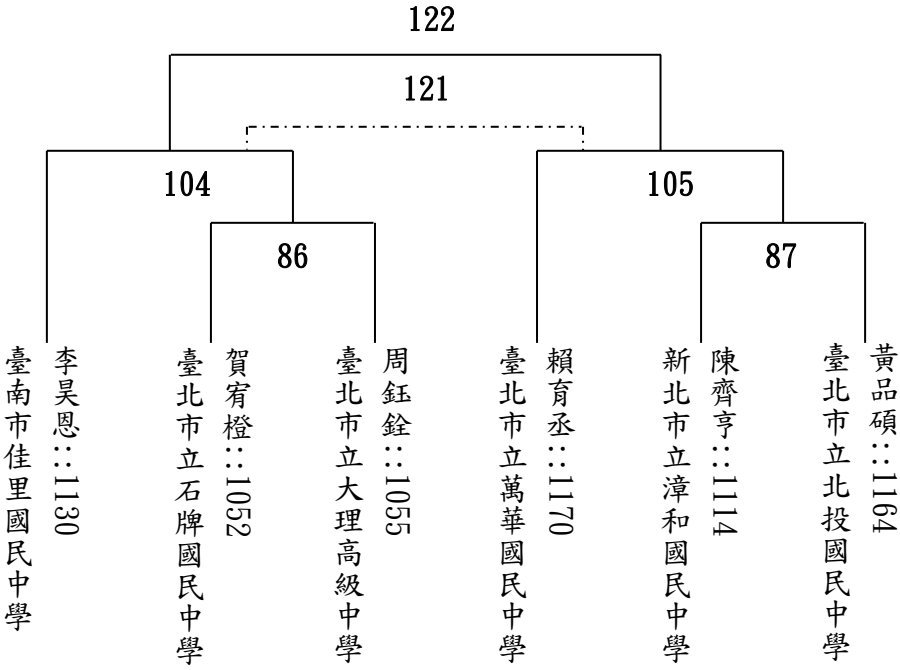 122
121
104
105
86
87
李昊恩:::1130
臺南市佳里國民中學
賀宥橙:::1052
臺北市立石牌國民中學
周鈺銓:::1055
臺北市立大理高級中學
賴育丞:::1170
臺北市立萬華國民中學
陳齊亨:::1114
新北市立漳和國民中學
黃品碩:::1164
臺北市立北投國民中學